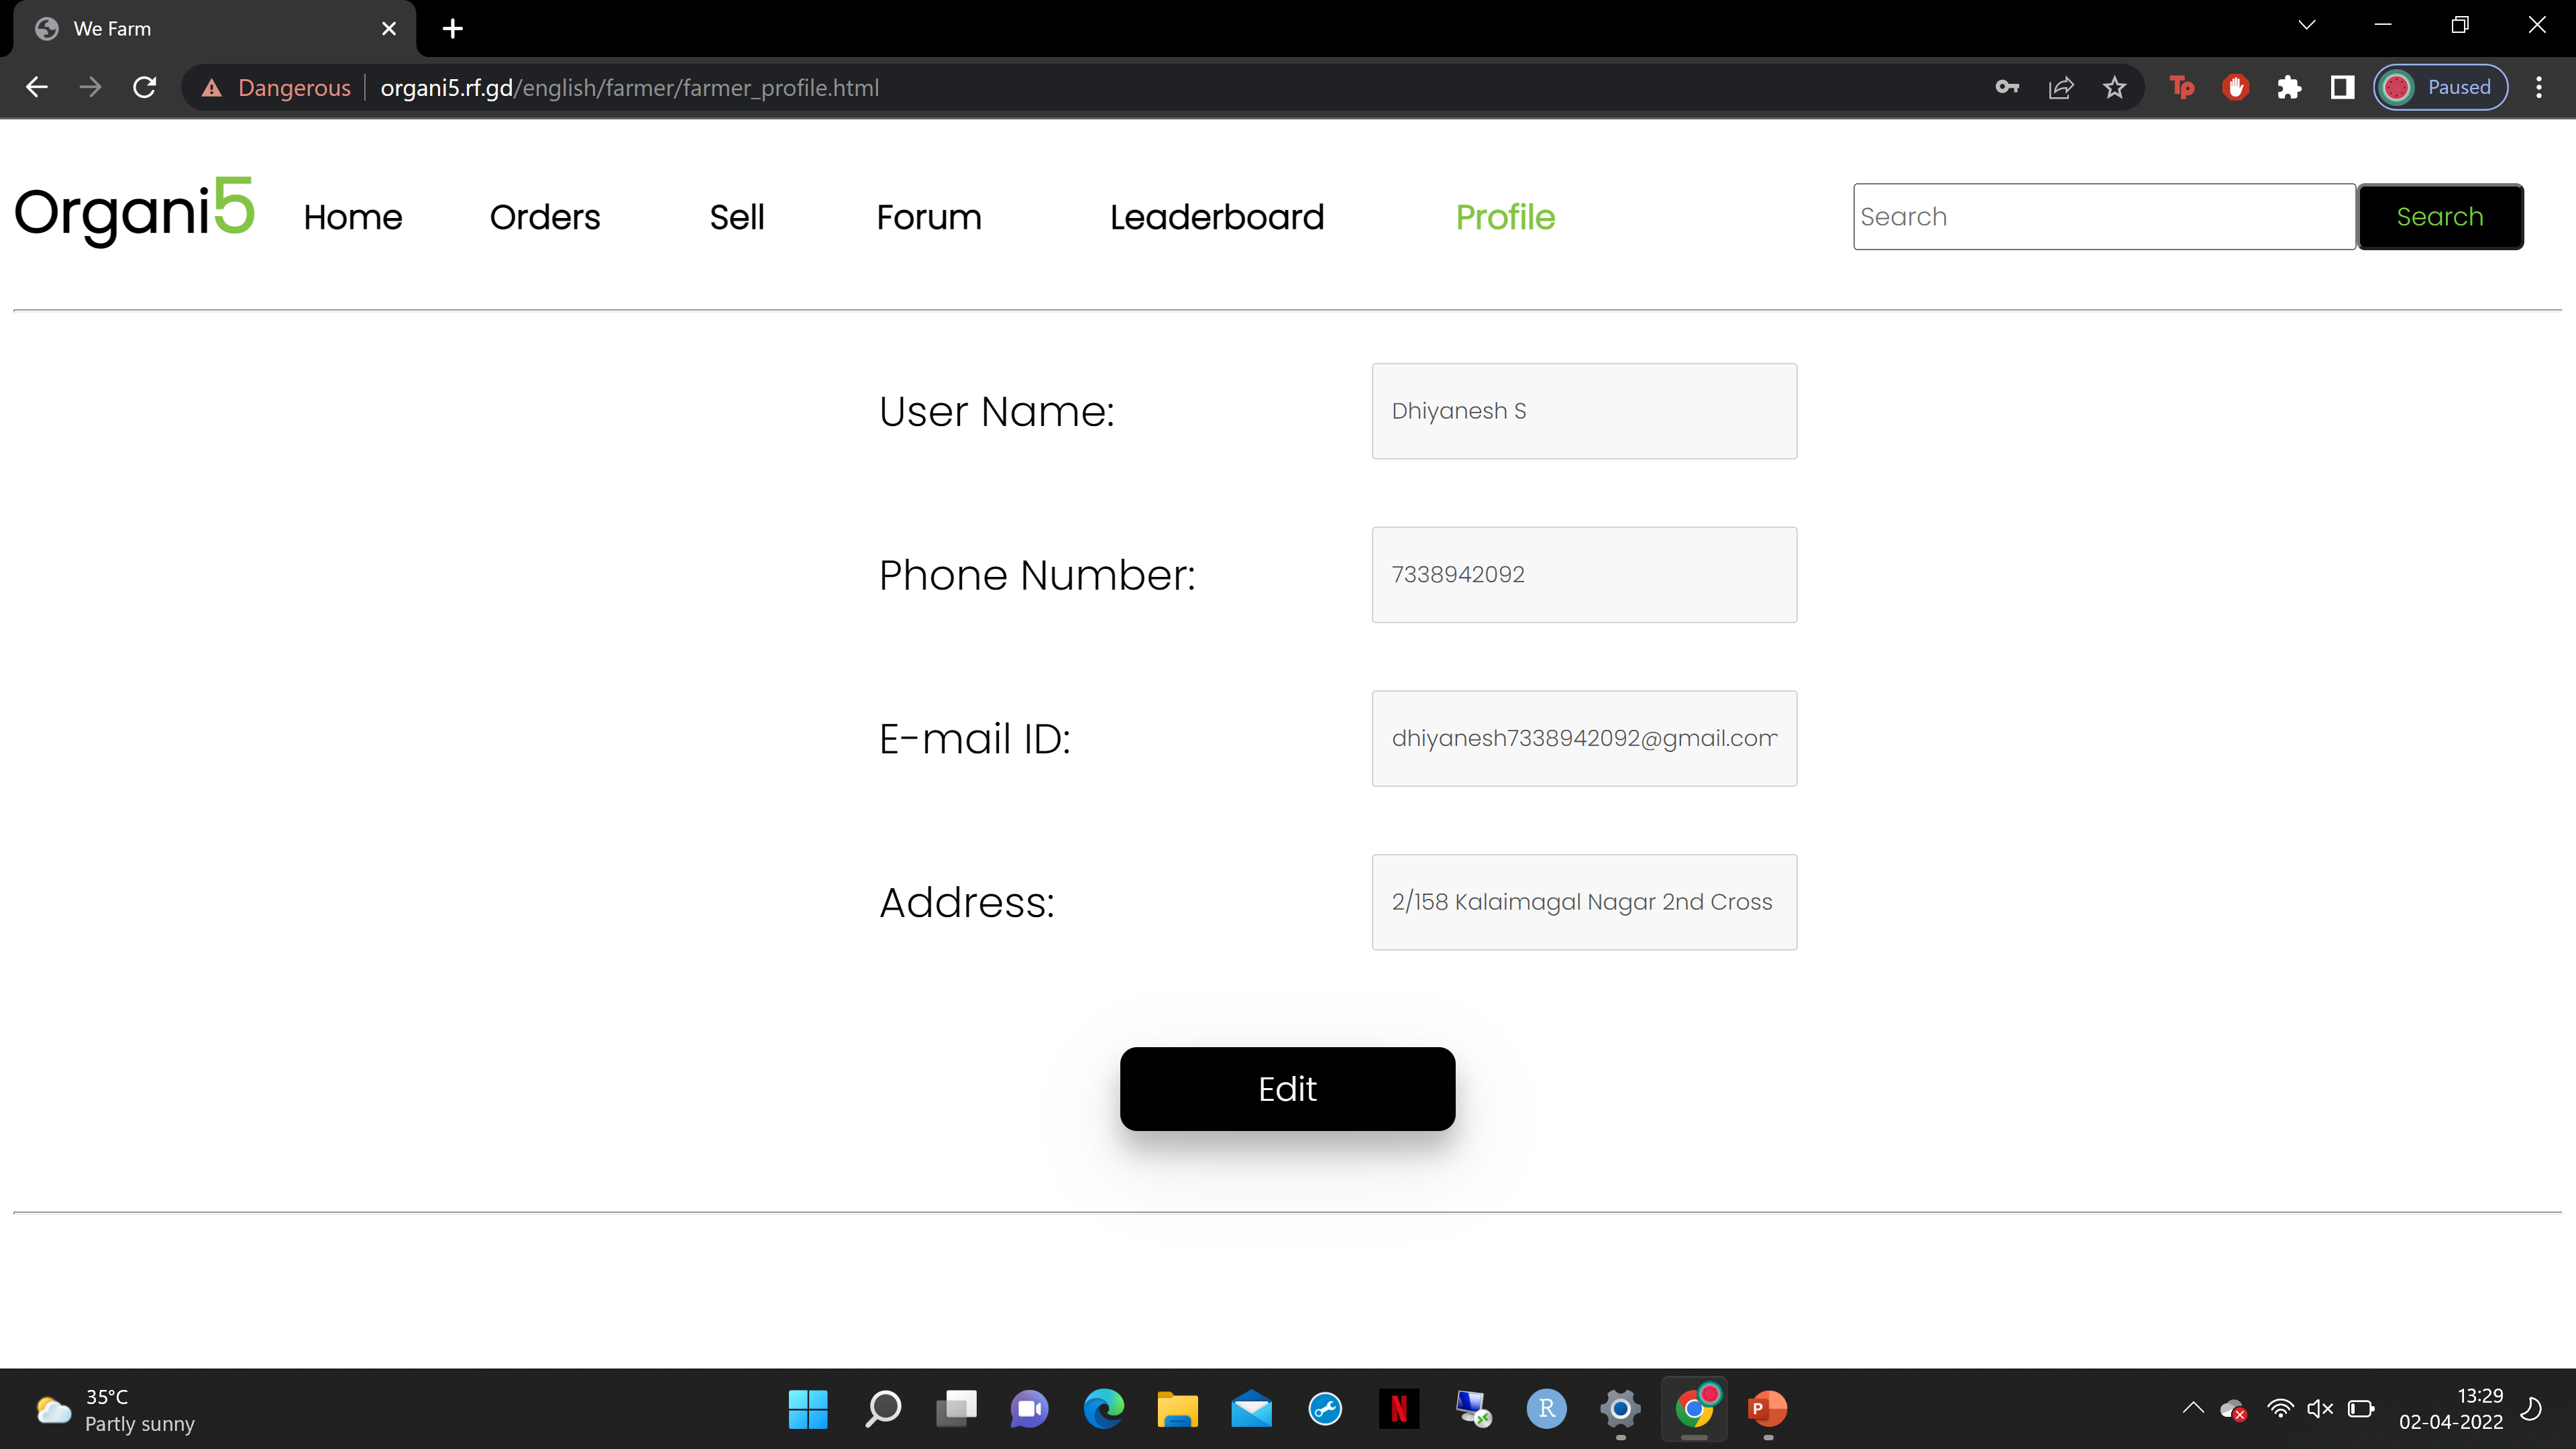 We Farm
Dangerous organi5.rf.gd/english/farmer/farmer_profile.html
Tp
Paused
Organi5 Home Orders Sell Forum Leaderboard Profile Search Search
User Name: Dhiyanesh S
Phone Number: 7338942092
E-mail ID: dhiyanesh7338942092@gmail.com
Address: 2/158 Kalaimagal Nagar 2nd Cross
Edit
35°C
Partly sunny
N
R
P
13:29
02-04-2022